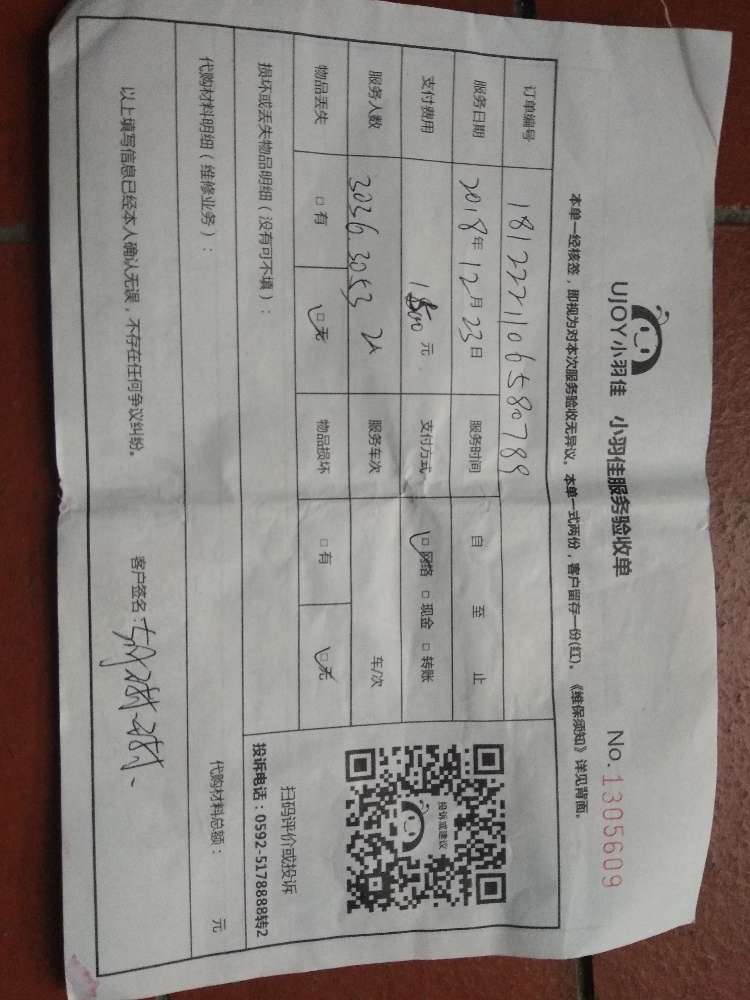 UJOY小羽佳 小羽佳服务验收单 No.1305609
本单一经核签，即视为对本次服务验收无异议。本单一式两份，客户留存一份(红)。《维保须知》详见背面。
订单编号 1812221106580789
服务日期 2018年12月23日 服务时间 自 至 止
支付费用 元 支付方式 □网络 □现金 □转账
服务人数 3036.3053 2人 服务车次 车/次
物品丢失 □有 □无 物品损坏 □有 □无
损坏或丢失物品明细（没有可不填）：
代购材料明细（维修业务）：
代购材料总额： 元
以上填写信息已经本人确认无误，不存在任何争议纠纷。
客户签名：
投诉或建议
扫码评价或投诉
投诉电话：0592-5178888转2